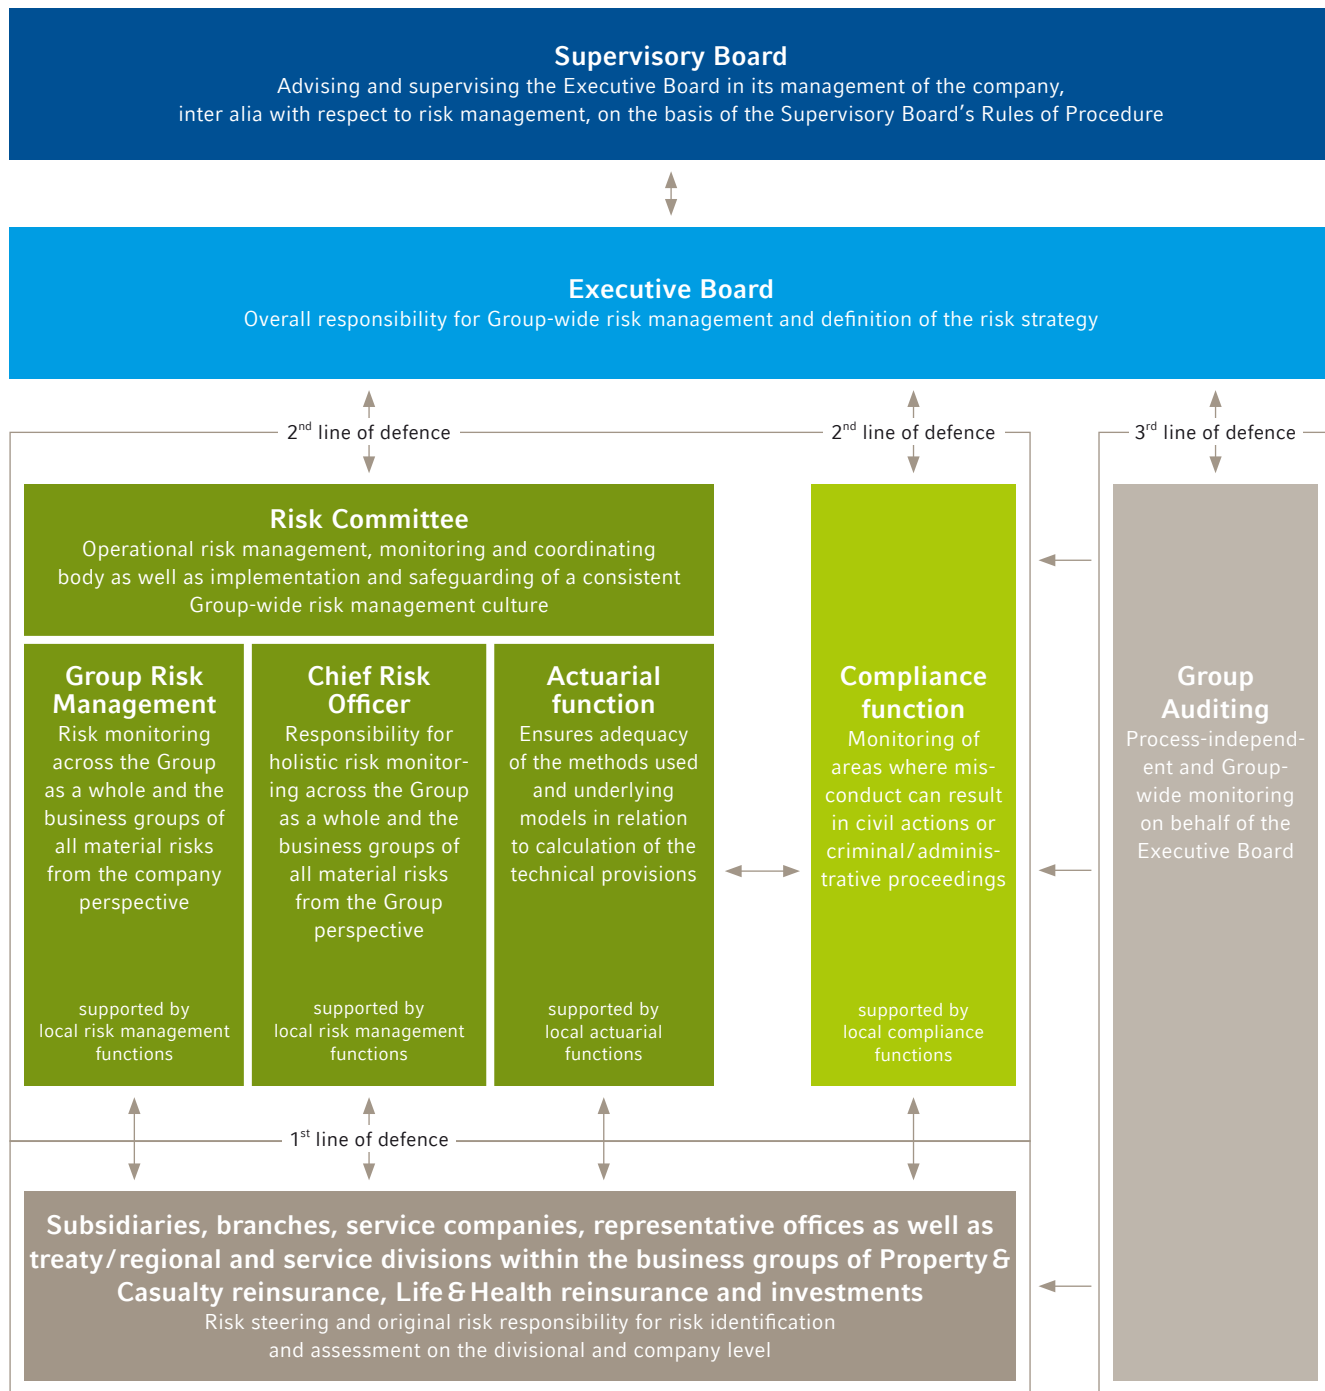 Supervisory Board
Advising and supervising the Executive Board in its management of the company,
inter alia with respect to risk management, on the basis of the Supervisory Board’s Rules of Procedure
Executive Board
Overall responsibility for Group-wide risk management and definition of the risk strategy
2nd line of defence
2nd line of defence
3rd line of defence
Risk Committee
Operational risk management, monitoring and coordinating
body as well as implementation and safeguarding of a consistent
Group-wide risk management culture
Group Risk
Management
Risk monitoring
across the Group
as a whole and the
business groups of
all material risks
from the company
perspective
supported by
local risk management
functions
Chief Risk
Officer
Responsibility for
holistic risk monitor-
ing across the Group
as a whole and the
business groups of
all material risks
from the Group
perspective
supported by
local risk management
functions
Actuarial
function
Ensures adequacy
of the methods used
and underlying
models in relation
to calculation of the
technical provisions
supported by
local actuarial
functions
Compliance
function
Monitoring of
areas where mis-
conduct can result
in civil actions or
criminal/adminis-
trative proceedings
supported by
local compliance
functions
Group
Auditing
Process-independ-
ent and Group-
wide monitoring
on behalf of the
Executive Board
1st line of defence
Subsidiaries, branches, service companies, representative offices as well as
treaty/regional and service divisions within the business groups of Property &
Casualty reinsurance, Life & Health reinsurance and investments
Risk steering and original risk responsibility for risk identification
and assessment on the divisional and company level